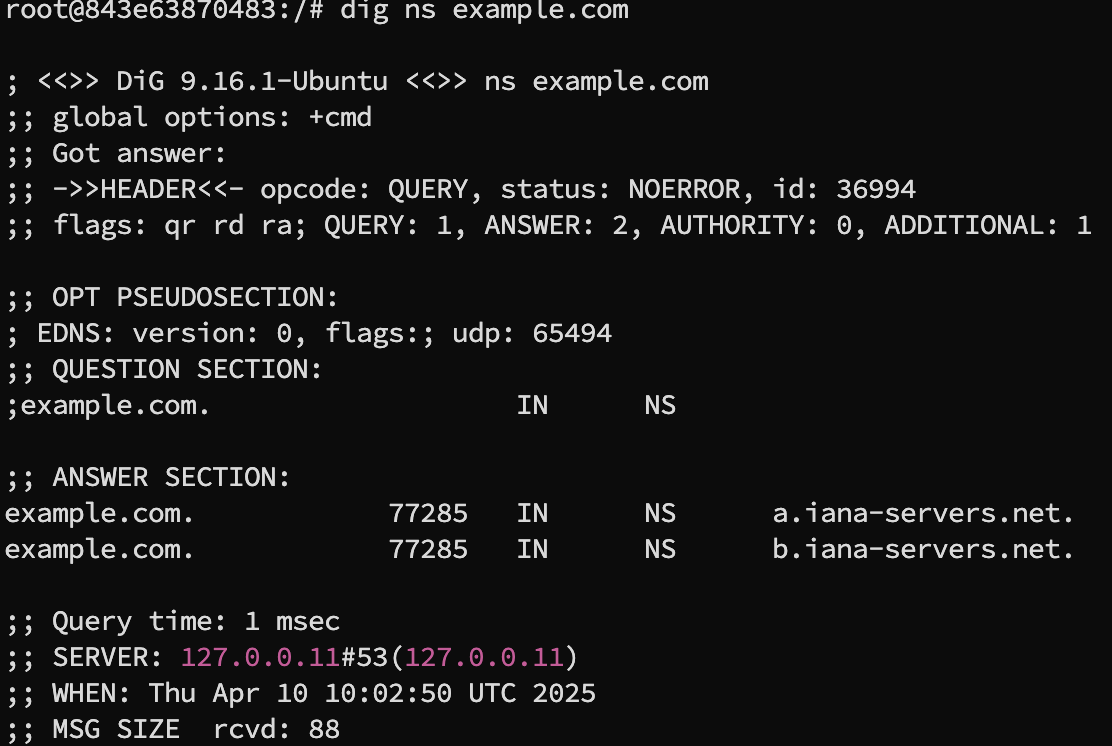 root@843e63870483:/# dig ns example.com
; <<>> DiG 9.16.1-Ubuntu <<>> ns example.com
;; global options: +cmd
;; Got answer:
;; ->>HEADER<<- opcode: QUERY, status: NOERROR, id: 36994
;; flags: qr rd ra; QUERY: 1, ANSWER: 2, AUTHORITY: 0, ADDITIONAL: 1
;; OPT PSEUDOSECTION:
; EDNS: version: 0, flags:; udp: 65494
;; QUESTION SECTION:
;example.com. IN NS
;; ANSWER SECTION:
example.com. 77285 IN NS a.iana-servers.net.
example.com. 77285 IN NS b.iana-servers.net.
;; Query time: 1 msec
;; SERVER: 127.0.0.11#53(127.0.0.11)
;; WHEN: Thu Apr 10 10:02:50 UTC 2025
;; MSG SIZE  rcvd: 88